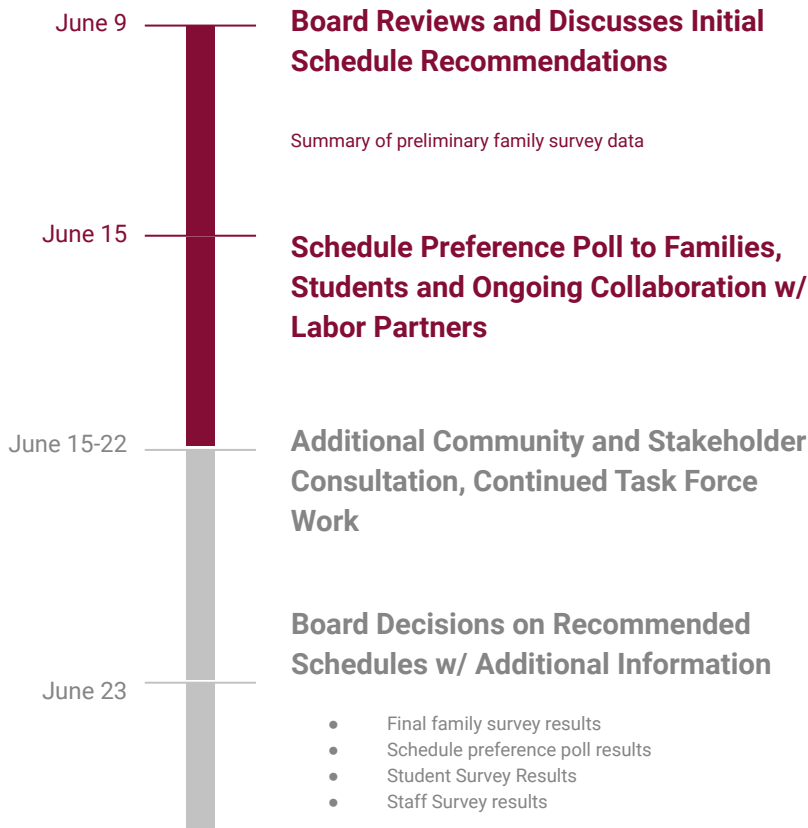 June 9
Board Reviews and Discusses Initial
Schedule Recommendations
Summary of preliminary family survey data
June 15
Schedule Preference Poll to Families,
Students and Ongoing Collaboration w/
Labor Partners
June 15-22
Additional Community and Stakeholder
Consultation, Continued Task Force
Work
Board Decisions on Recommended
Schedules w/ Additional Information
June 23
● Final family survey results
● Schedule preference poll results
● Student Survey Results
● Staff Survey results